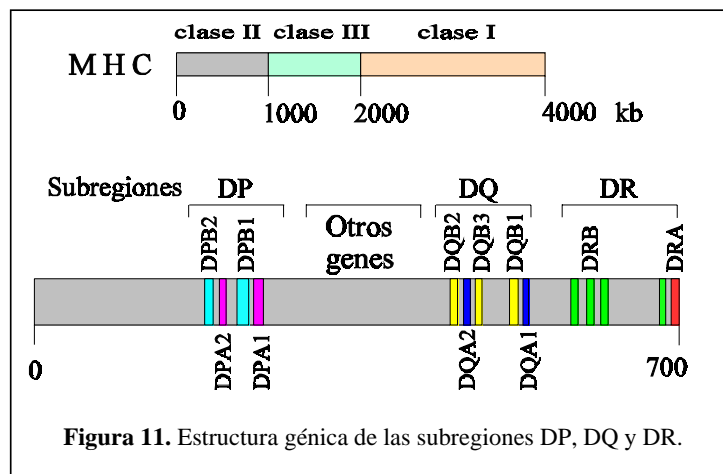 clase II clase III clase I
M H C
0 1000 2000 4000 kb
Subregiones DP DQ DR
Otros
genes
DPB2 DPB1 DQB2 DQB3 DQB1 DRB DRA
DPA2 DPA1 DQA2 DQA1
0 700
Figura 11. Estructura génica de las subregiones DP, DQ y DR.